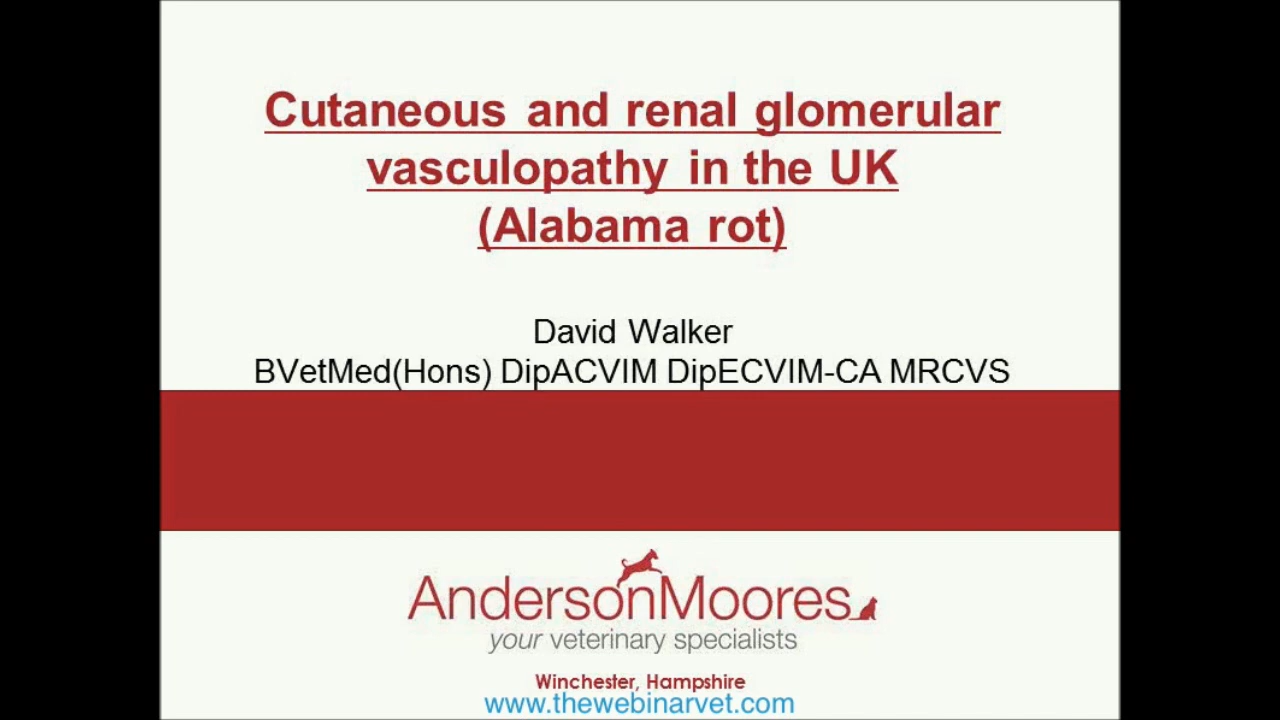 Cutaneous and renal glomerular
vasculopathy in the UK
(Alabama rot)
David Walker
BVetMed(Hons) DipACVIM DipECVIM-CA MRCVS
AndersonMoores
your veterinary specialists
Winchester, Hampshire
www.thewebinarvet.com